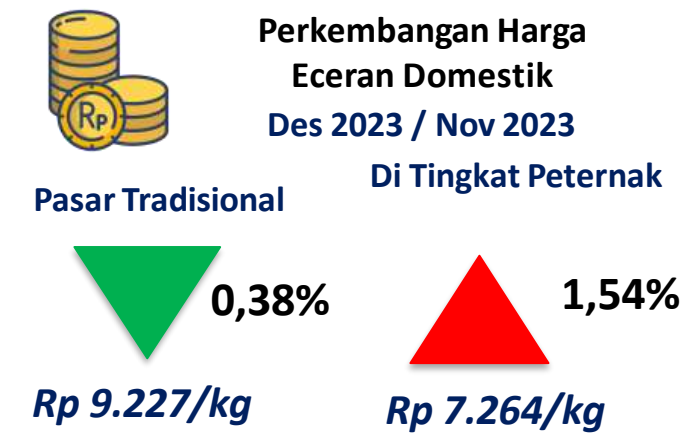 Perkembangan Harga
Eceran Domestik
Des 2023 / Nov 2023
Rp
Pasar Tradisional
Di Tingkat Peternak
0,38%
1,54%
Rp 9.227/kg
Rp 7.264/kg